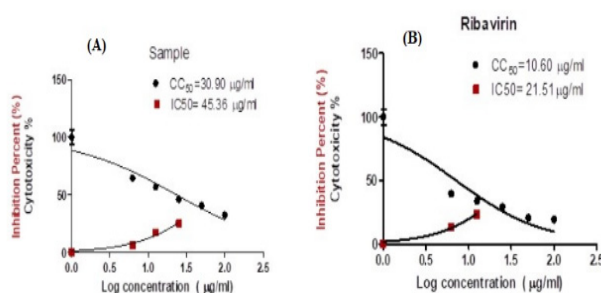 (A)
Sample
CC50 =30.90 µg/ml
IC50= 45.36 µg/ml
Inhibition Percent (%)
Cytotoxicity %
150
100
50
0
0.0 0.5 1.0 1.5 2.0 2.5
Log concentration ( µg/ml)
(B)
Ribavirin
CC50=10.60 µg/ml
IC50= 21.51 µg/ml
Inhibition Percent (%)
Cytotoxicity %
150
100
50
0
0.0 0.5 1.0 1.5 2.0 2.5
Log concentration ( µg/ml)